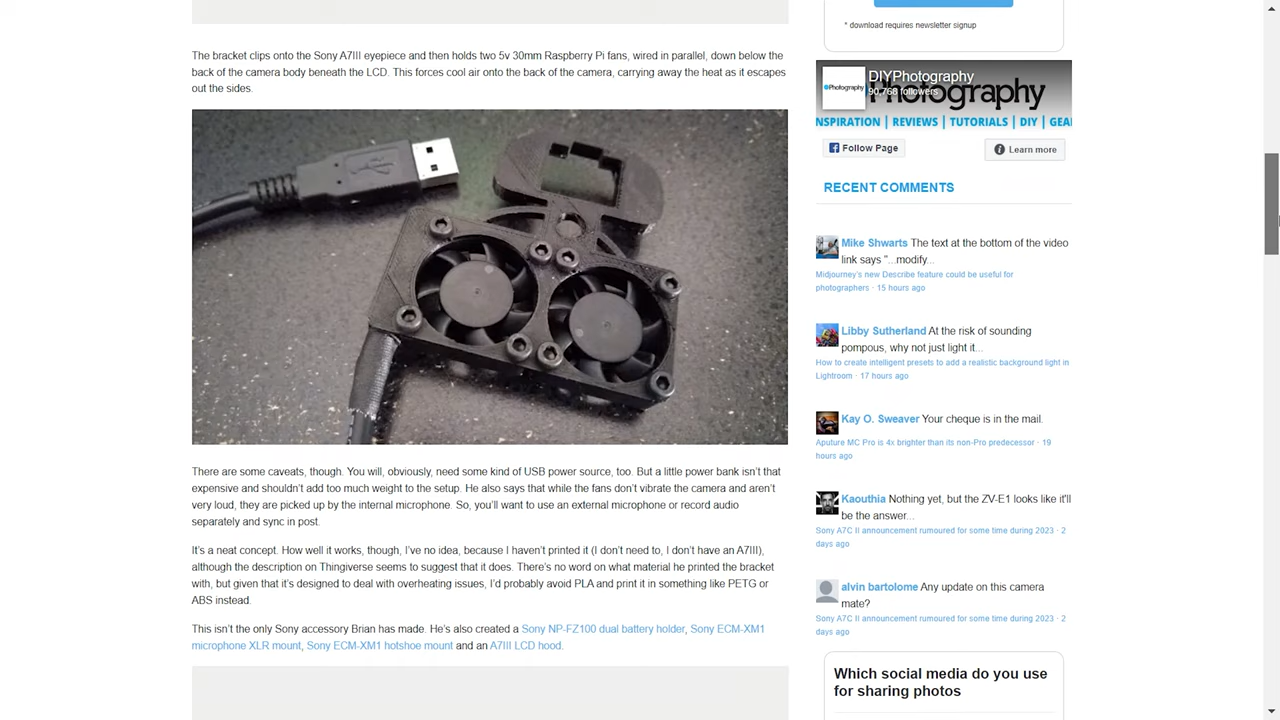 The bracket clips onto the Sony A7III eyepiece and then holds two 5v 30mm Raspberry Pi fans, wired in parallel, down below the
back of the camera body beneath the LCD. This forces cool air onto the back of the camera, carrying away the heat as it escapes
out the sides.
There are some caveats, though. You will, obviously, need some kind of USB power source, too. But a little power bank isn't that
expensive and shouldn't add too much weight to the setup. He also says that while the fans don't vibrate the camera and aren't
very loud, they are picked up by the internal microphone. So, you'll want to use an external microphone or record audio
separately and sync in post.
It's a neat concept. How well it works, though, I've no idea, because I haven't printed it (I don't need to, I don't have an A7III),
although the description on Thingiverse seems to suggest that it does. There's no word on what material he printed the bracket
with, but given that it's designed to deal with overheating issues, I'd probably avoid PLA and print it in something like PETG or
ABS instead.
This isn't the only Sony accessory Brian has made. He's also created a Sony NP-FZ100 dual battery holder, Sony ECM-XM1
microphone XLR mount, Sony ECM-XM1 hotshoe mount and an A7III LCD hood.
* download requires newsletter signup
DIYPhotography
90,768 followers
Photography
Photography
NSPIRATION | REVIEWS | TUTORIALS | DIY | GEA
Follow Page
Learn more
RECENT COMMENTS
Mike Shwarts The text at the bottom of the video
link says "...modify...
Midjourney's new Describe feature could be useful for
photographers · 15 hours ago
Libby Sutherland At the risk of sounding
pompous, why not just light it...
How to create intelligent presets to add a realistic background light in
Lightroom · 17 hours ago
Kay O. Sweaver Your cheque is in the mail.
Aputure MC Pro is 4x brighter than its non-Pro predecessor · 19
hours ago
Kaouthia Nothing yet, but the ZV-E1 looks like it'll
be the answer...
Sony A7C II announcement rumoured for some time during 2023 · 2
days ago
alvin bartolome Any update on this camera
mate?
Sony A7C II announcement rumoured for some time during 2023 · 2
days ago
Which social media do you use
for sharing photos